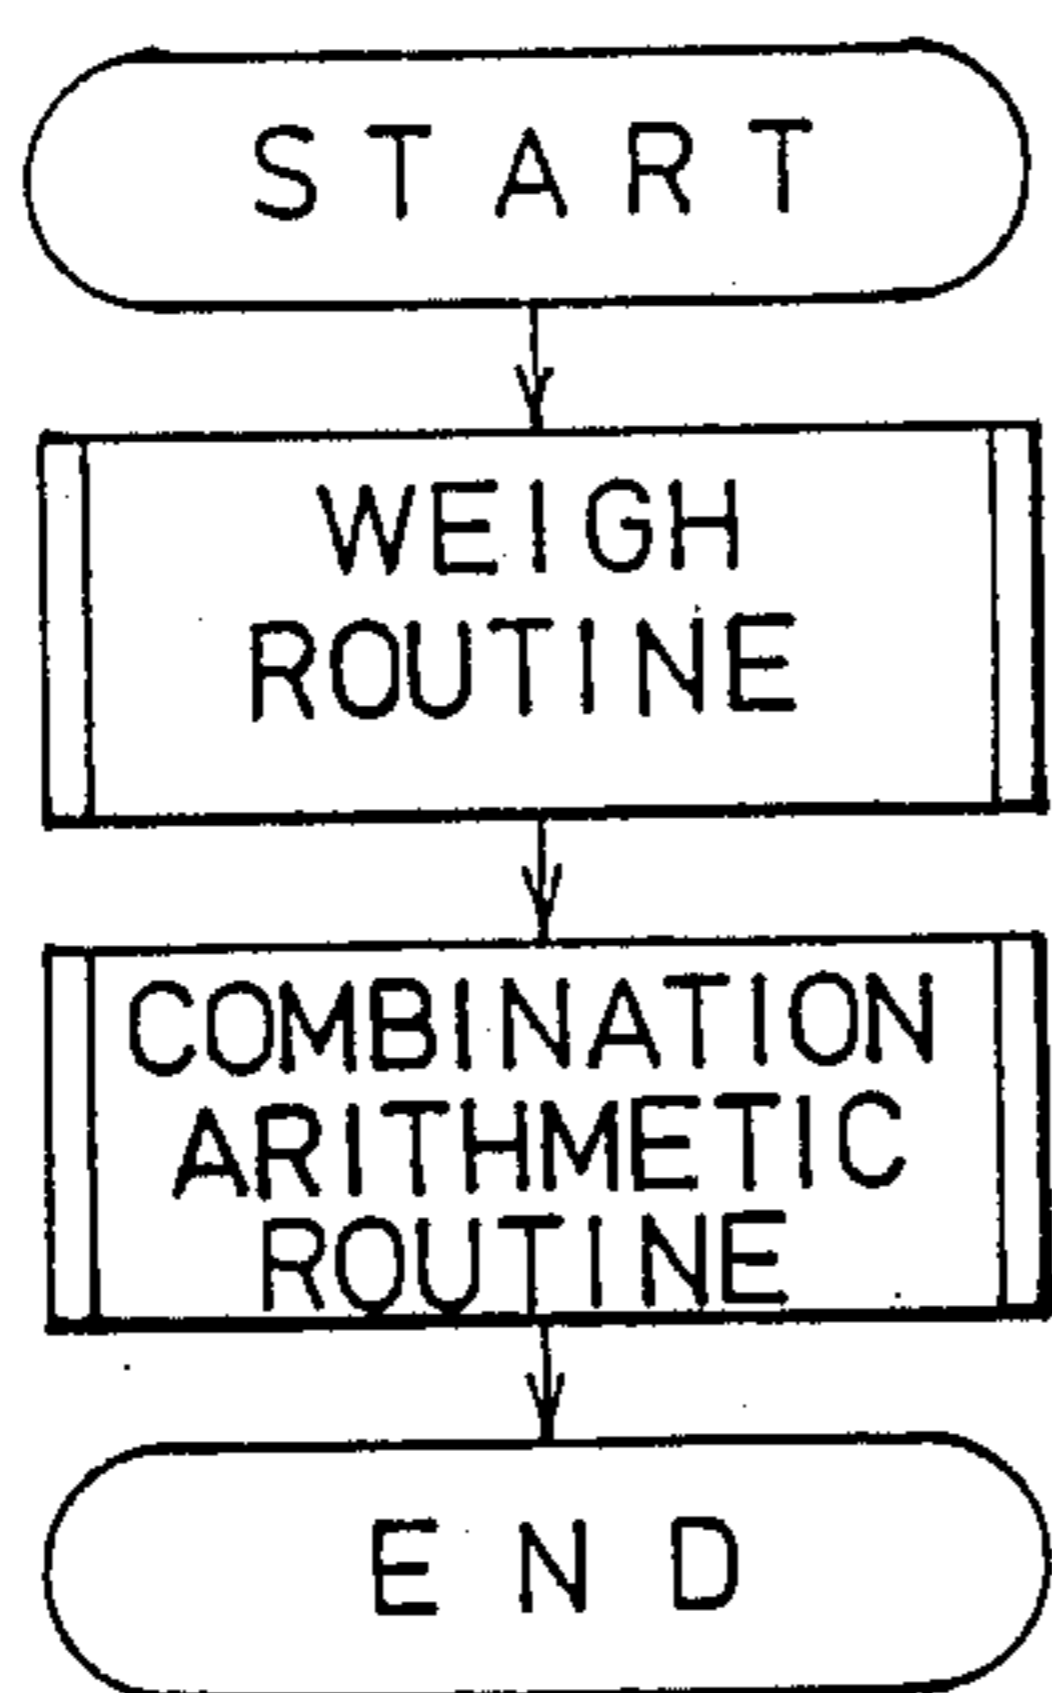 START
WEIGH
ROUTINE
COMBINATION
ARITHMETIC
ROUTINE
END